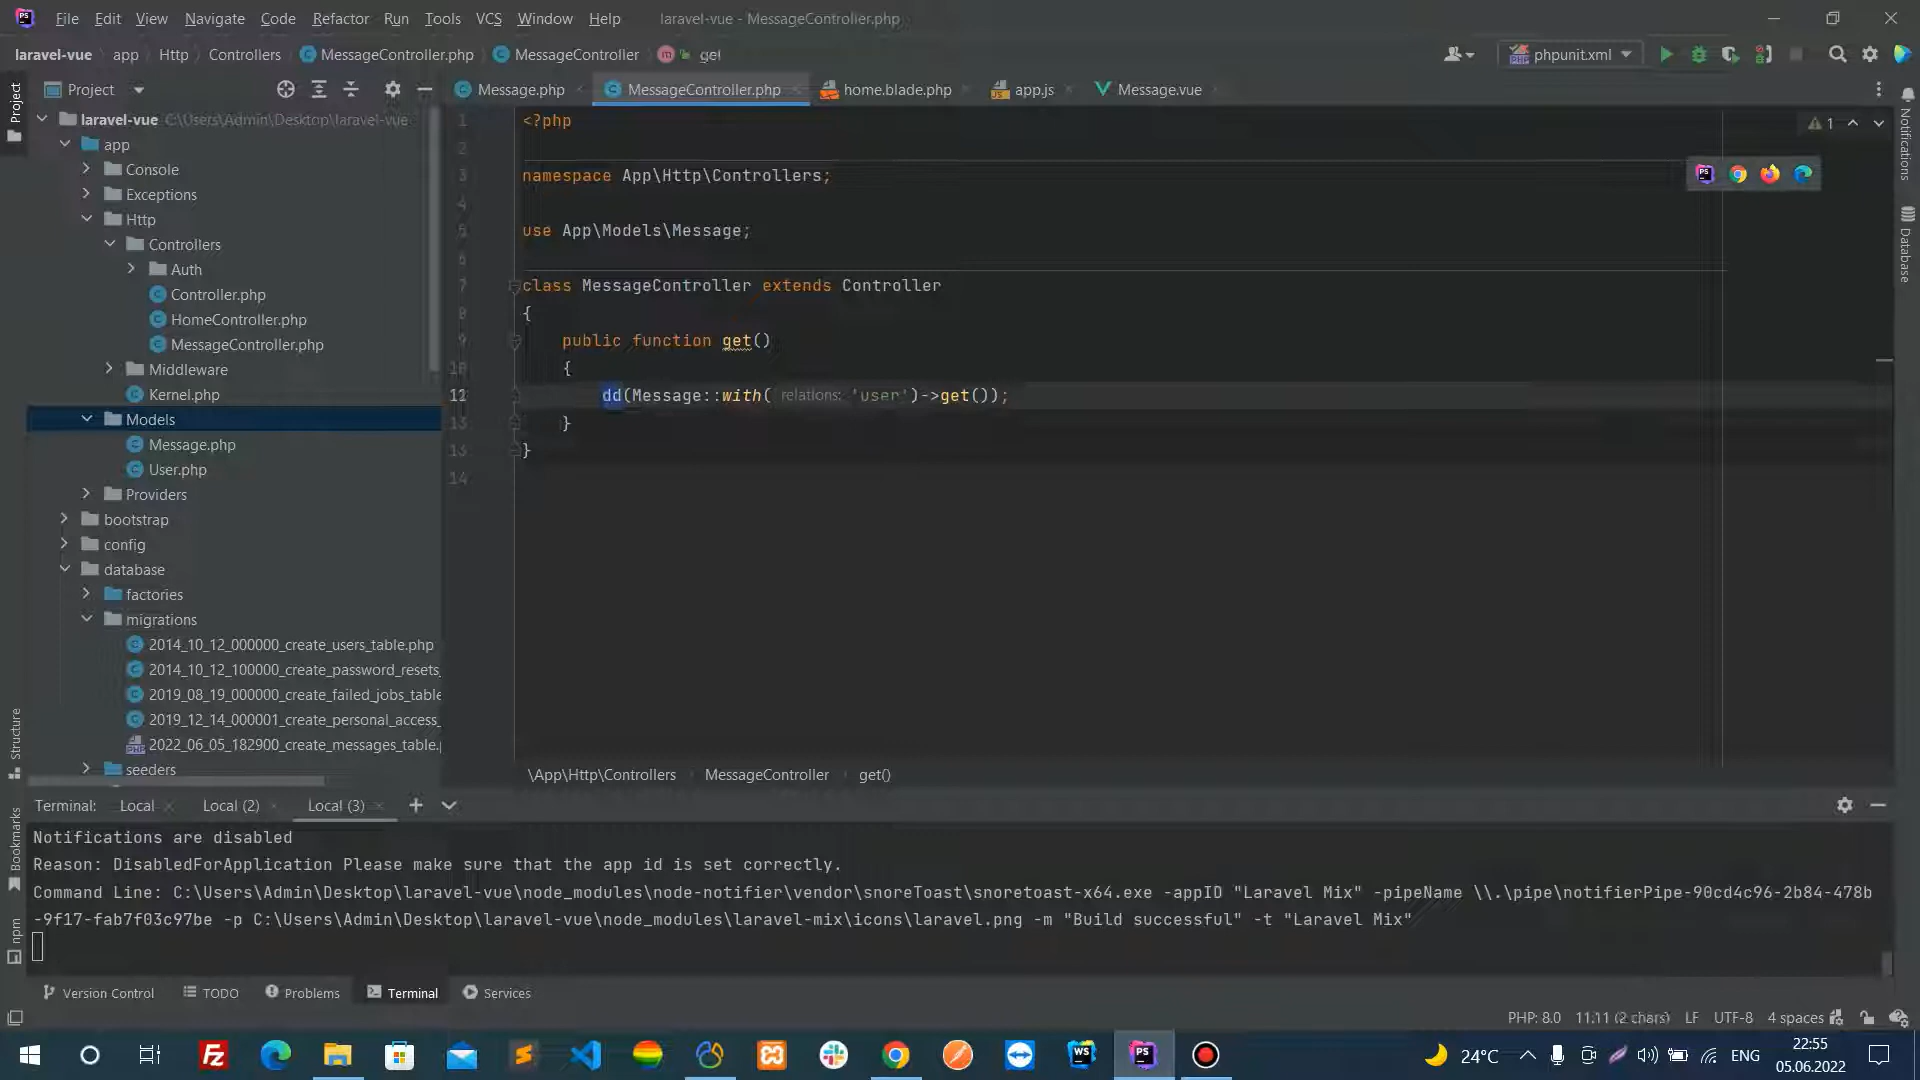 File Edit View Navigate Code Refactor Run Tools VCS Window Help laravel-vue - MessageController.php
laravel-vue app Http Controllers MessageController.php MessageController get
phpunit.xml
Project
Project
Message.php MessageController.php home.blade.php app.js Message.vue
Notifications
Database
laravel-vue C:\Users\Admin\Desktop\laravel-vue
app
Console
Exceptions
Http
Controllers
Auth
Controller.php
HomeController.php
MessageController.php
Middleware
Kernel.php
Models
Message.php
User.php
Providers
bootstrap
config
database
factories
migrations
2014_10_12_000000_create_users_table.php
2014_10_12_100000_create_password_resets_
2019_08_19_000000_create_failed_jobs_table
2019_12_14_000001_create_personal_access_
2022_06_05_182900_create_messages_table.p
seeders
1 <?php
2
3 namespace App\Http\Controllers;
4
5 use App\Models\Message;
6
7 class MessageController extends Controller
8 {
9 public function get()
10 {
11 dd(Message::with( relations: 'user')->get());
}
13 }
14
1
\App\Http\Controllers MessageController get()
Structure
Bookmarks
npm
Terminal: Local Local (2) Local (3)
Notifications are disabled
Reason: DisabledForApplication Please make sure that the app id is set correctly.
Command Line: C:\Users\Admin\Desktop\laravel-vue\node_modules\node-notifier\vendor\snoreToast\snoretoast-x64.exe -appID "Laravel Mix" -pipeName \\.\pipe\notifierPipe-90cd4c96-2b84-478b
-9f17-fab7f03c97be -p C:\Users\Admin\Desktop\laravel-vue\node_modules\laravel-mix\icons\laravel.png -m "Build successful" -t "Laravel Mix"
Version Control TODO Problems Terminal Services
PHP: 8.0 11:11 (2 chars) LF UTF-8 4 spaces
24°C ENG 22:55
05.06.2022